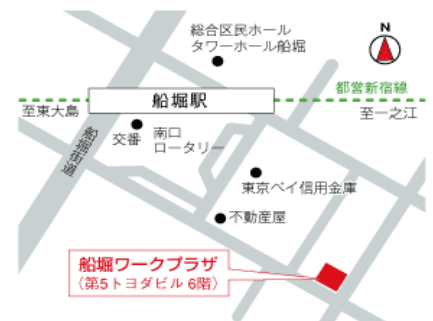 総合区民ホール
タワーホール船堀
N
都営新宿線
船堀駅
至東大島
至一之江
交番
南口
ロータリー
船堀街道
東京ベイ信用金庫
不動産屋
船堀ワークプラザ
（第5トヨダビル 6階）